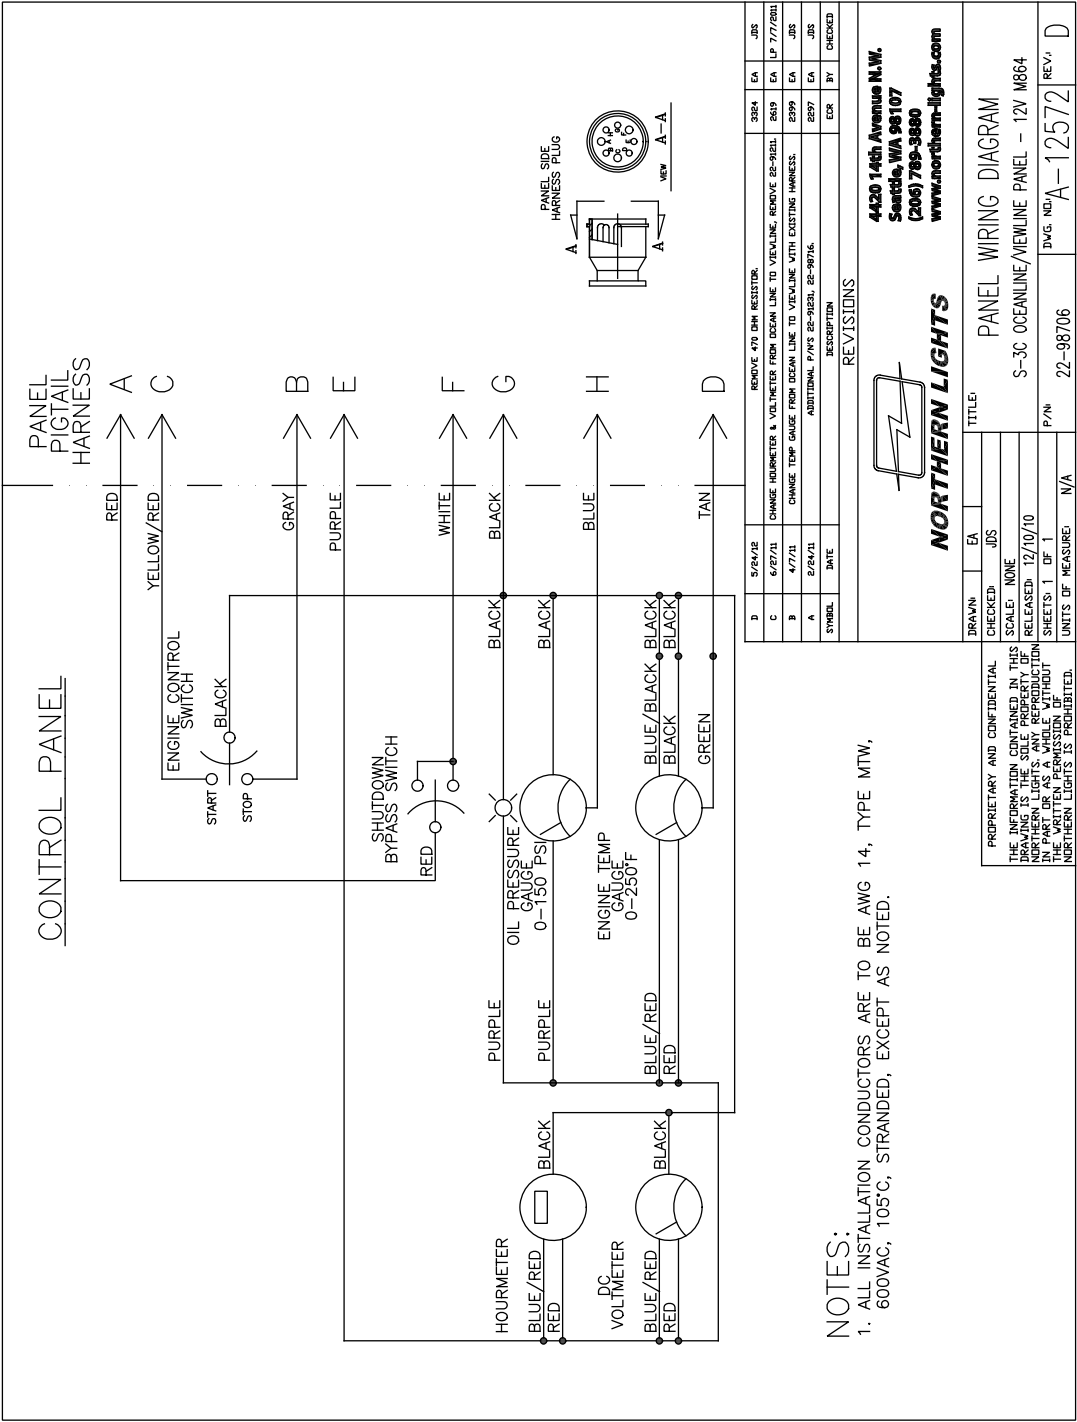 CONTROL PANEL
PANEL
PIGTAIL
HARNESS
RED
A
YELLOW/RED
C
ENGINE CONTROL
SWITCH
START
STOP
BLACK
GRAY
B
PURPLE
E
SHUTDOWN
BYPASS SWITCH
RED
WHITE
F
BLACK
G
PURPLE
BLACK
OIL PRESSURE
GAUGE
0-150 PSI
PURPLE
BLACK
BLUE
H
ENGINE TEMP
GAUGE
0-250°F
BLUE/RED
RED
BLUE/BLACK
BLACK
BLACK
BLACK
GREEN
TAN
D
HOURMETER
BLUE/RED
RED
BLACK
DC
VOLTMETER
BLUE/RED
RED
BLACK
PANEL SIDE
HARNESS PLUG
A
A
VIEW A-A
A
B
C
D
E
F
G
H
NOTES:
1. ALL INSTALLATION CONDUCTORS ARE TO BE AWG 14, TYPE MTW,
600VAC, 105°C, STRANDED, EXCEPT AS NOTED.
D 5/24/12 REMOVE 470 OHM RESISTOR. 3324 EA JDS
C 6/27/11 CHANGE HOURMETER & VOLTMETER FROM OCEAN LINE TO VIEWLINE, REMOVE 22-91211. 2619 EA LP 7/7/2011
B 4/7/11 CHANGE TEMP GAUGE FROM OCEAN LINE TO VIEWLINE WITH EXISTING HARNESS. 2399 EA JDS
A 2/24/11 ADDITIONAL P/N'S 22-91231, 22-98716. 2297 EA JDS
SYMBOL DATE DESCRIPTION ECR BY CHECKED
REVISIONS
NORTHERN LIGHTS
4420 14th Avenue N.W.
Seattle, WA 98107
(206) 789-3880
www.northern-lights.com
PROPRIETARY AND CONFIDENTIAL
THE INFORMATION CONTAINED IN THIS
DRAWING IS THE SOLE PROPERTY OF
NORTHERN LIGHTS. ANY REPRODUCTION
IN PART OR AS A WHOLE WITHOUT
THE WRITTEN PERMISSION OF
NORTHERN LIGHTS IS PROHIBITED.
DRAWN: EA
CHECKED: JDS
SCALE: NONE
RELEASED: 12/10/10
SHEETS: 1 OF 1
UNITS OF MEASURE: N/A
TITLE:
PANEL WIRING DIAGRAM
S-3C OCEANLINE/VIEWLINE PANEL - 12V M864
P/N:
22-98706
DWG. NO.: A-12572
REV.: D